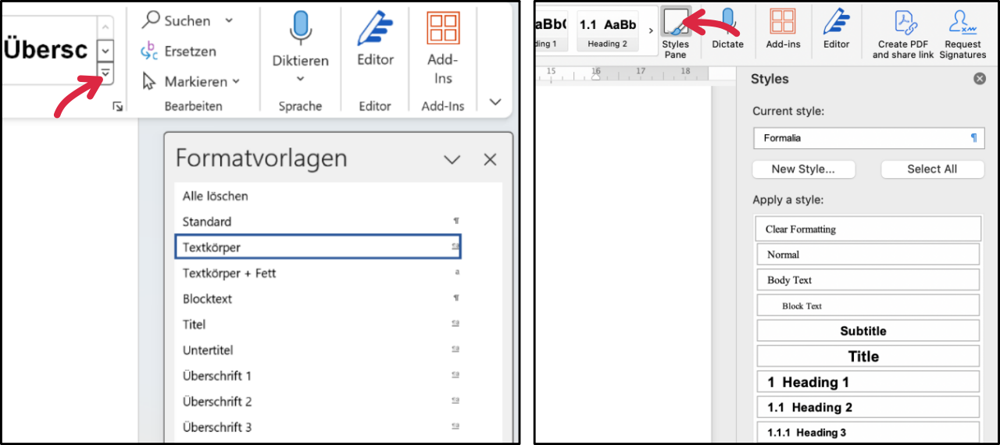 Übersc
Suchen
Ersetzen
Markieren
Bearbeiten
Diktieren
Sprache
Editor
Editor
Add-
Ins
Add-Ins
Formatvorlagen
Alle löschen
Standard ¶
Textkörper ¶a
Textkörper + Fett a
Blocktext ¶
Titel ¶a
Untertitel ¶a
Überschrift 1 ¶a
Überschrift 2 ¶a
Überschrift 3 ¶a
aBb(
ding 1
1.1 AaBb
Heading 2
Styles
Pane
Dictate
Add-ins
Editor
Create PDF
and share link
Request
Signatures
15 16 17 18
Styles
Current style:
Formalia ¶
New Style... Select All
Apply a style:
Clear Formatting
Normal
Body Text
Block Text
Subtitle
Title
1 Heading 1
1.1 Heading 2
1.1.1 Heading 3